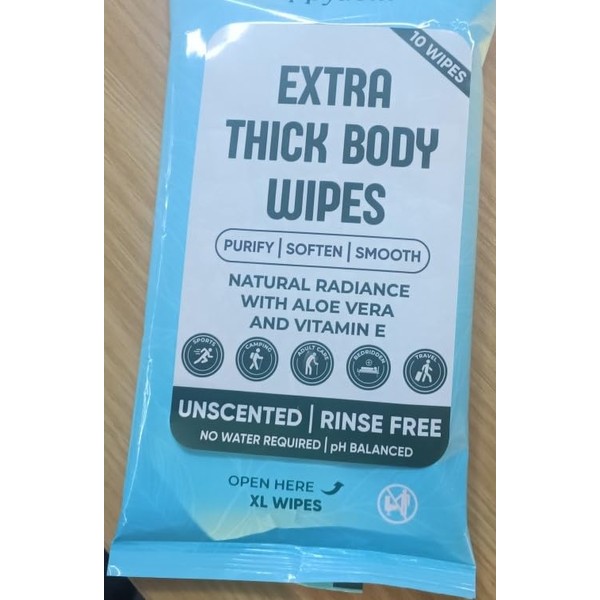 10 WIPES
EXTRA
THICK BODY
WIPES
PURIFY | SOFTEN | SMOOTH
NATURAL RADIANCE
WITH ALOE VERA
AND VITAMIN E
SPORTS
CAMPING
ADULT CARE
BEDRIDDEN
TRAVEL
UNSCENTED | RINSE FREE
NO WATER REQUIRED | pH BALANCED
OPEN HERE
XL WIPES